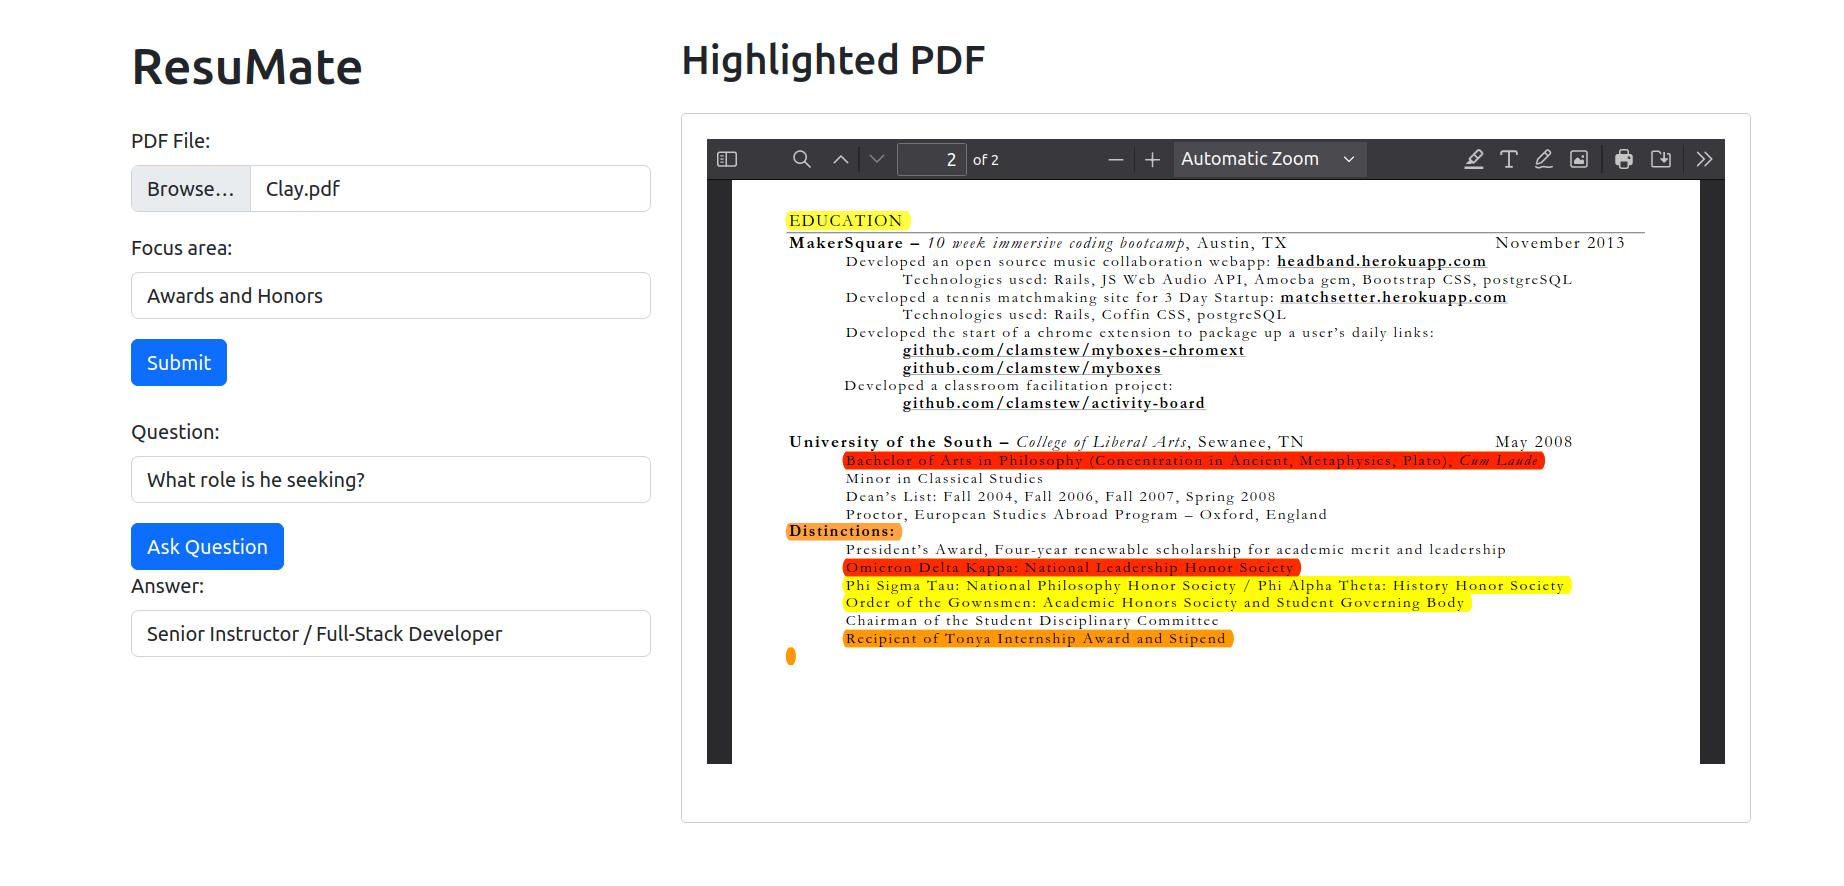 ResuMate
PDF File:
Browse... Clay.pdf
Focus area:
Awards and Honors
Submit
Question:
What role is he seeking?
Ask Question
Answer:
Senior Instructor / Full-Stack Developer
Highlighted PDF
2 of 2 Automatic Zoom
EDUCATION
MakerSquare – 10 week immersive coding bootcamp, Austin, TX November 2013
Developed an open source music collaboration webapp: headband.herokuapp.com
Technologies used: Rails, JS Web Audio API, Amoeba gem, Bootstrap CSS, postgreSQL
Developed a tennis matchmaking site for 3 Day Startup: matchsetter.herokuapp.com
Technologies used: Rails, Coffin CSS, postgreSQL
Developed the start of a chrome extension to package up a user's daily links:
github.com/clamstew/myboxes-chromext
github.com/clamstew/myboxes
Developed a classroom facilitation project:
github.com/clamstew/activity-board
University of the South – College of Liberal Arts, Sewanee, TN May 2008
Bachelor of Arts in Philosophy (Concentration in Ancient, Metaphysics, Plato), Cum Laude
Minor in Classical Studies
Dean's List: Fall 2004, Fall 2006, Fall 2007, Spring 2008
Proctor, European Studies Abroad Program – Oxford, England
Distinctions:
President's Award, Four-year renewable scholarship for academic merit and leadership
Omicron Delta Kappa: National Leadership Honor Society
Phi Sigma Tau: National Philosophy Honor Society / Phi Alpha Theta: History Honor Society
Order of the Gownsmen: Academic Honors Society and Student Governing Body
Chairman of the Student Disciplinary Committee
Recipient of Tonya Internship Award and Stipend